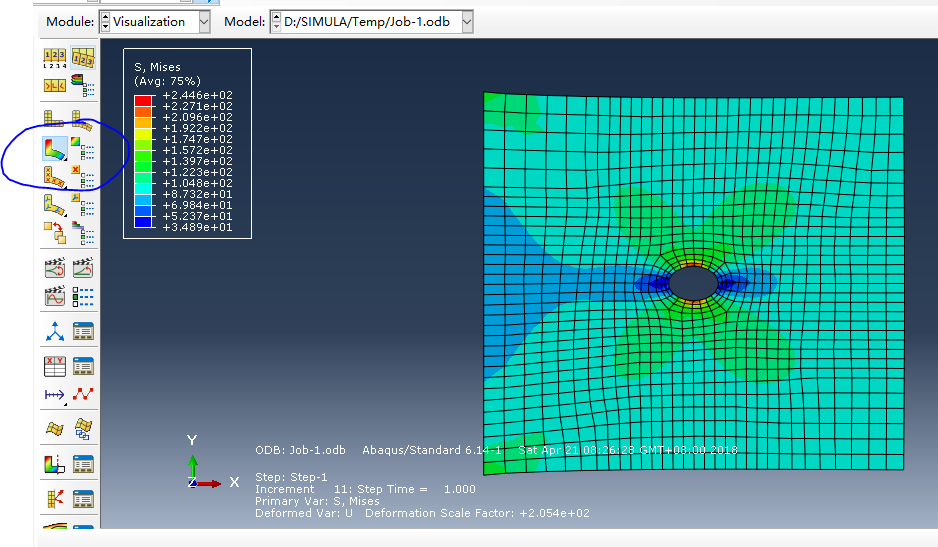 Module: Visualization Model: D:/SIMULA/Temp/Job-1.odb
S, Mises
(Avg: 75%)
+2.446e+02
+2.271e+02
+2.096e+02
+1.922e+02
+1.747e+02
+1.572e+02
+1.397e+02
+1.223e+02
+1.048e+02
+8.732e+01
+6.984e+01
+5.237e+01
+3.489e+01
Y
Z X
ODB: Job-1.odb Abaqus/Standard 6.14-1 Sat Apr 21 08:26:28 GMT+08:00 2018
Step: Step-1
Increment 11: Step Time = 1.000
Primary Var: S, Mises
Deformed Var: U Deformation Scale Factor: +2.054e+02